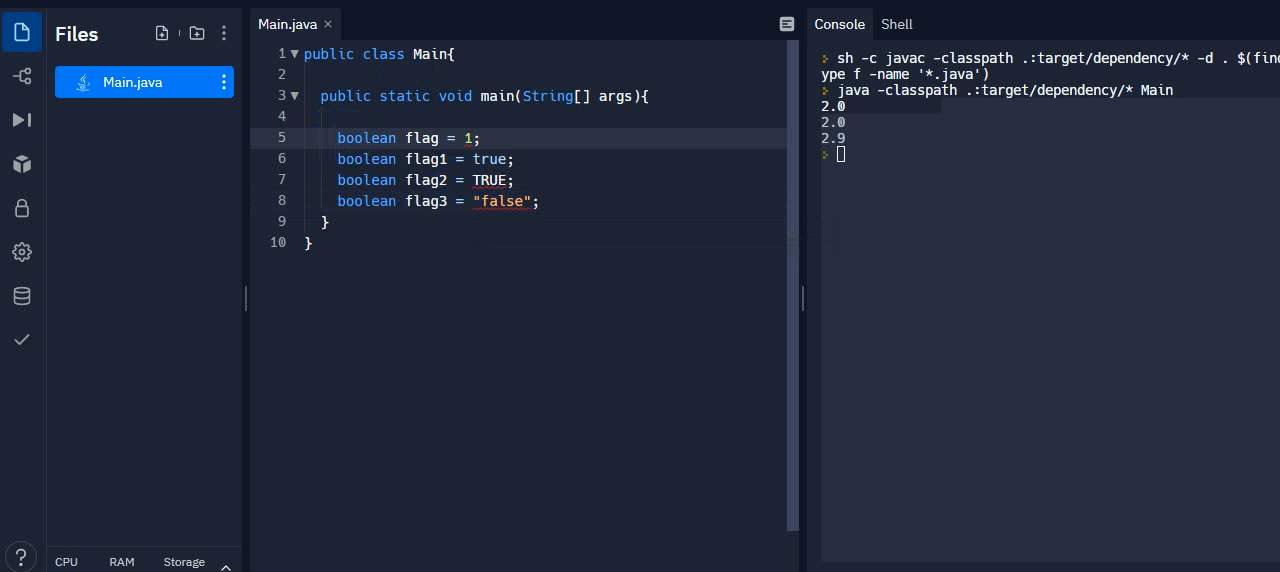 Files
Main.java
CPU RAM Storage
Main.java ×
1 public class Main{
2
3 public static void main(String[] args){
4
5 boolean flag = 1;
6 boolean flag1 = true;
7 boolean flag2 = TRUE;
8 boolean flag3 = "false";
9 }
10 }
Console Shell
sh -c javac -classpath .:target/dependency/* -d . $(find
ype f -name '*.java')
java -classpath .:target/dependency/* Main
2.0
2.0
2.9
?